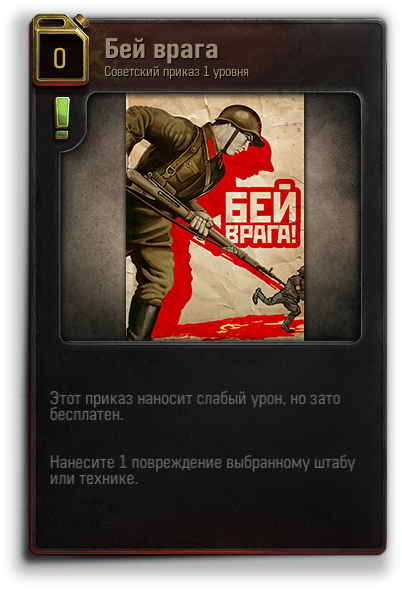 0
Бей врага
Советский приказ 1 уровня
БЕЙ
ВРАГА!
Этот приказ наносит слабый урон, но зато
бесплатен.
Нанесите 1 повреждение выбранному штабу
или технике.